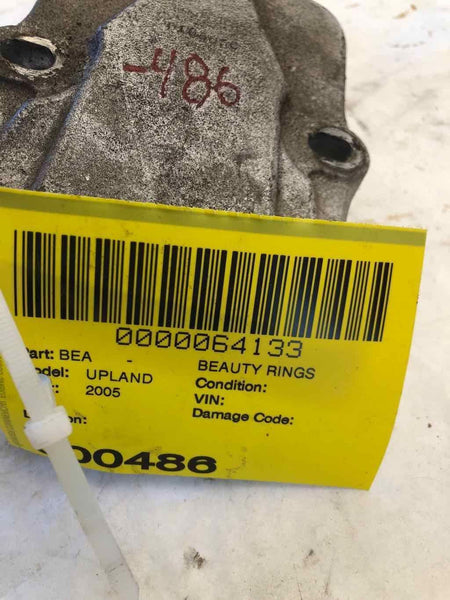 -486
0000064133
art: BEA - BEAUTY RINGS
odel: UPLAND Condition:
: 2005 VIN:
L on: Damage Code:
00486